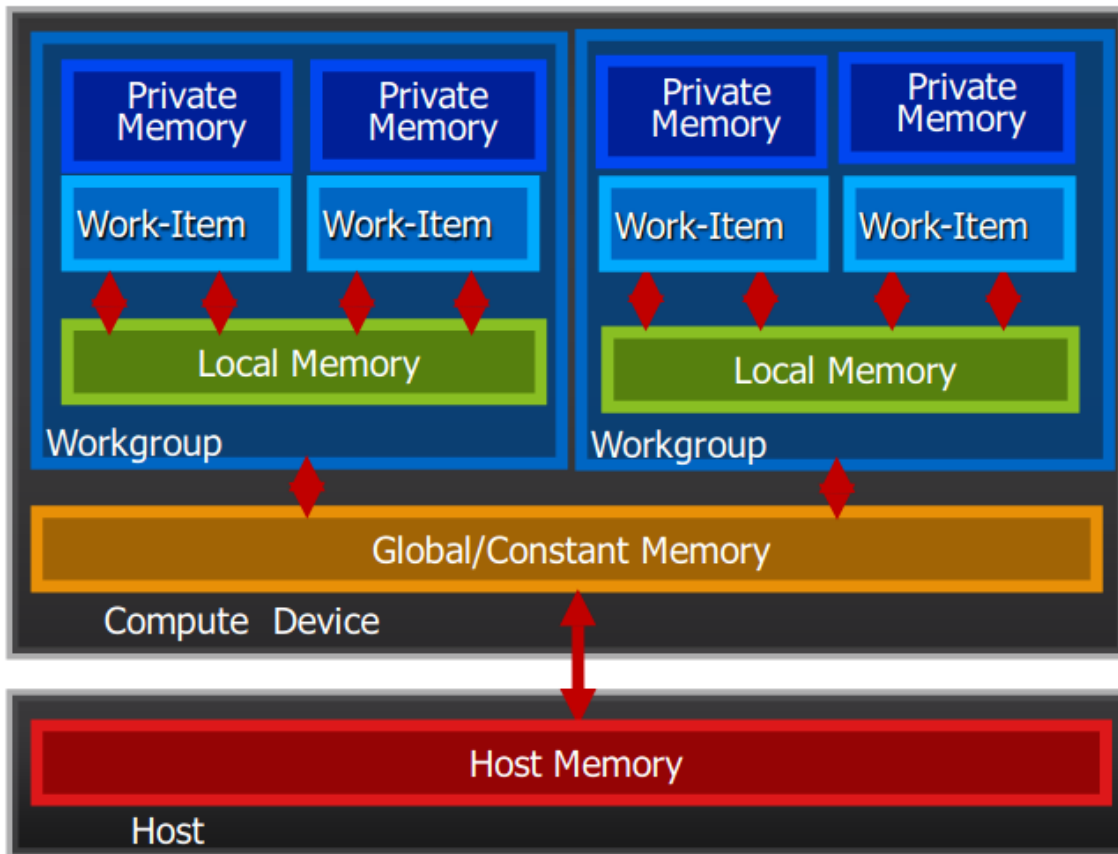 Private
Memory
Private
Memory
Private
Memory
Private
Memory
Work-Item
Work-Item
Work-Item
Work-Item
Local Memory
Local Memory
Workgroup
Workgroup
Global/Constant Memory
Compute Device
Host Memory
Host